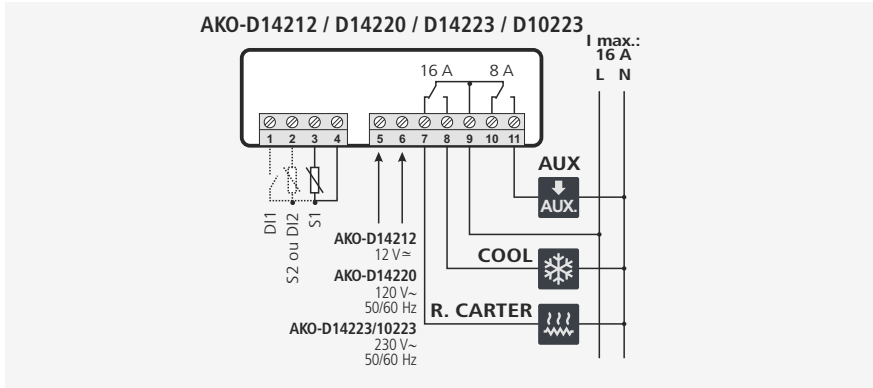 AKO-D14212 / D14220 / D14223 / D10223
I max.:
16 A
L N
16 A 8 A
1 2 3 4 5 6 7 8 9 10 11
DI1
S2 ou DI2
S1
AUX
AUX.
AKO-D14212
12 V≂
COOL
AKO-D14220
120 V~
50/60 Hz
R. CARTER
AKO-D14223/10223
230 V~
50/60 Hz